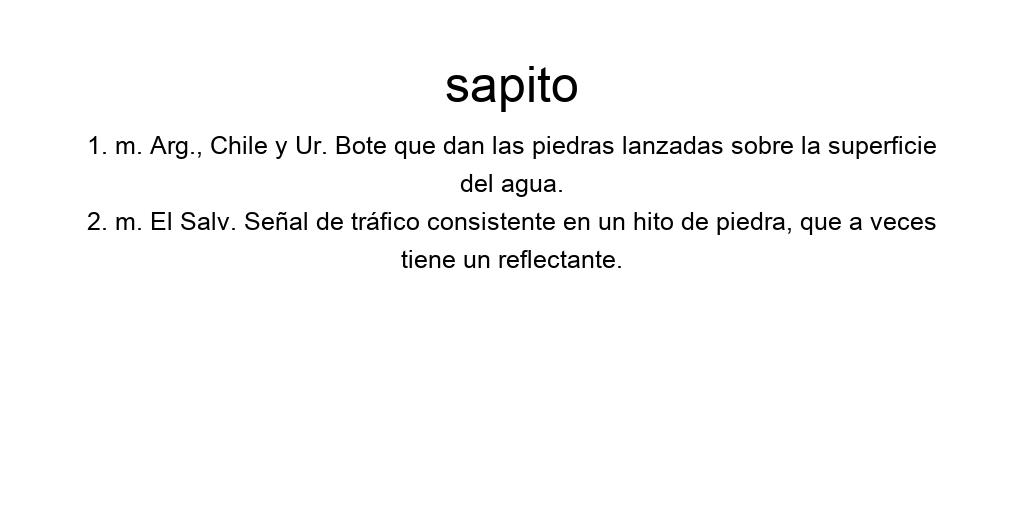 sapito
1. m. Arg., Chile y Ur. Bote que dan las piedras lanzadas sobre la superficie
del agua.
2. m. El Salv. Señal de tráfico consistente en un hito de piedra, que a veces
tiene un reflectante.